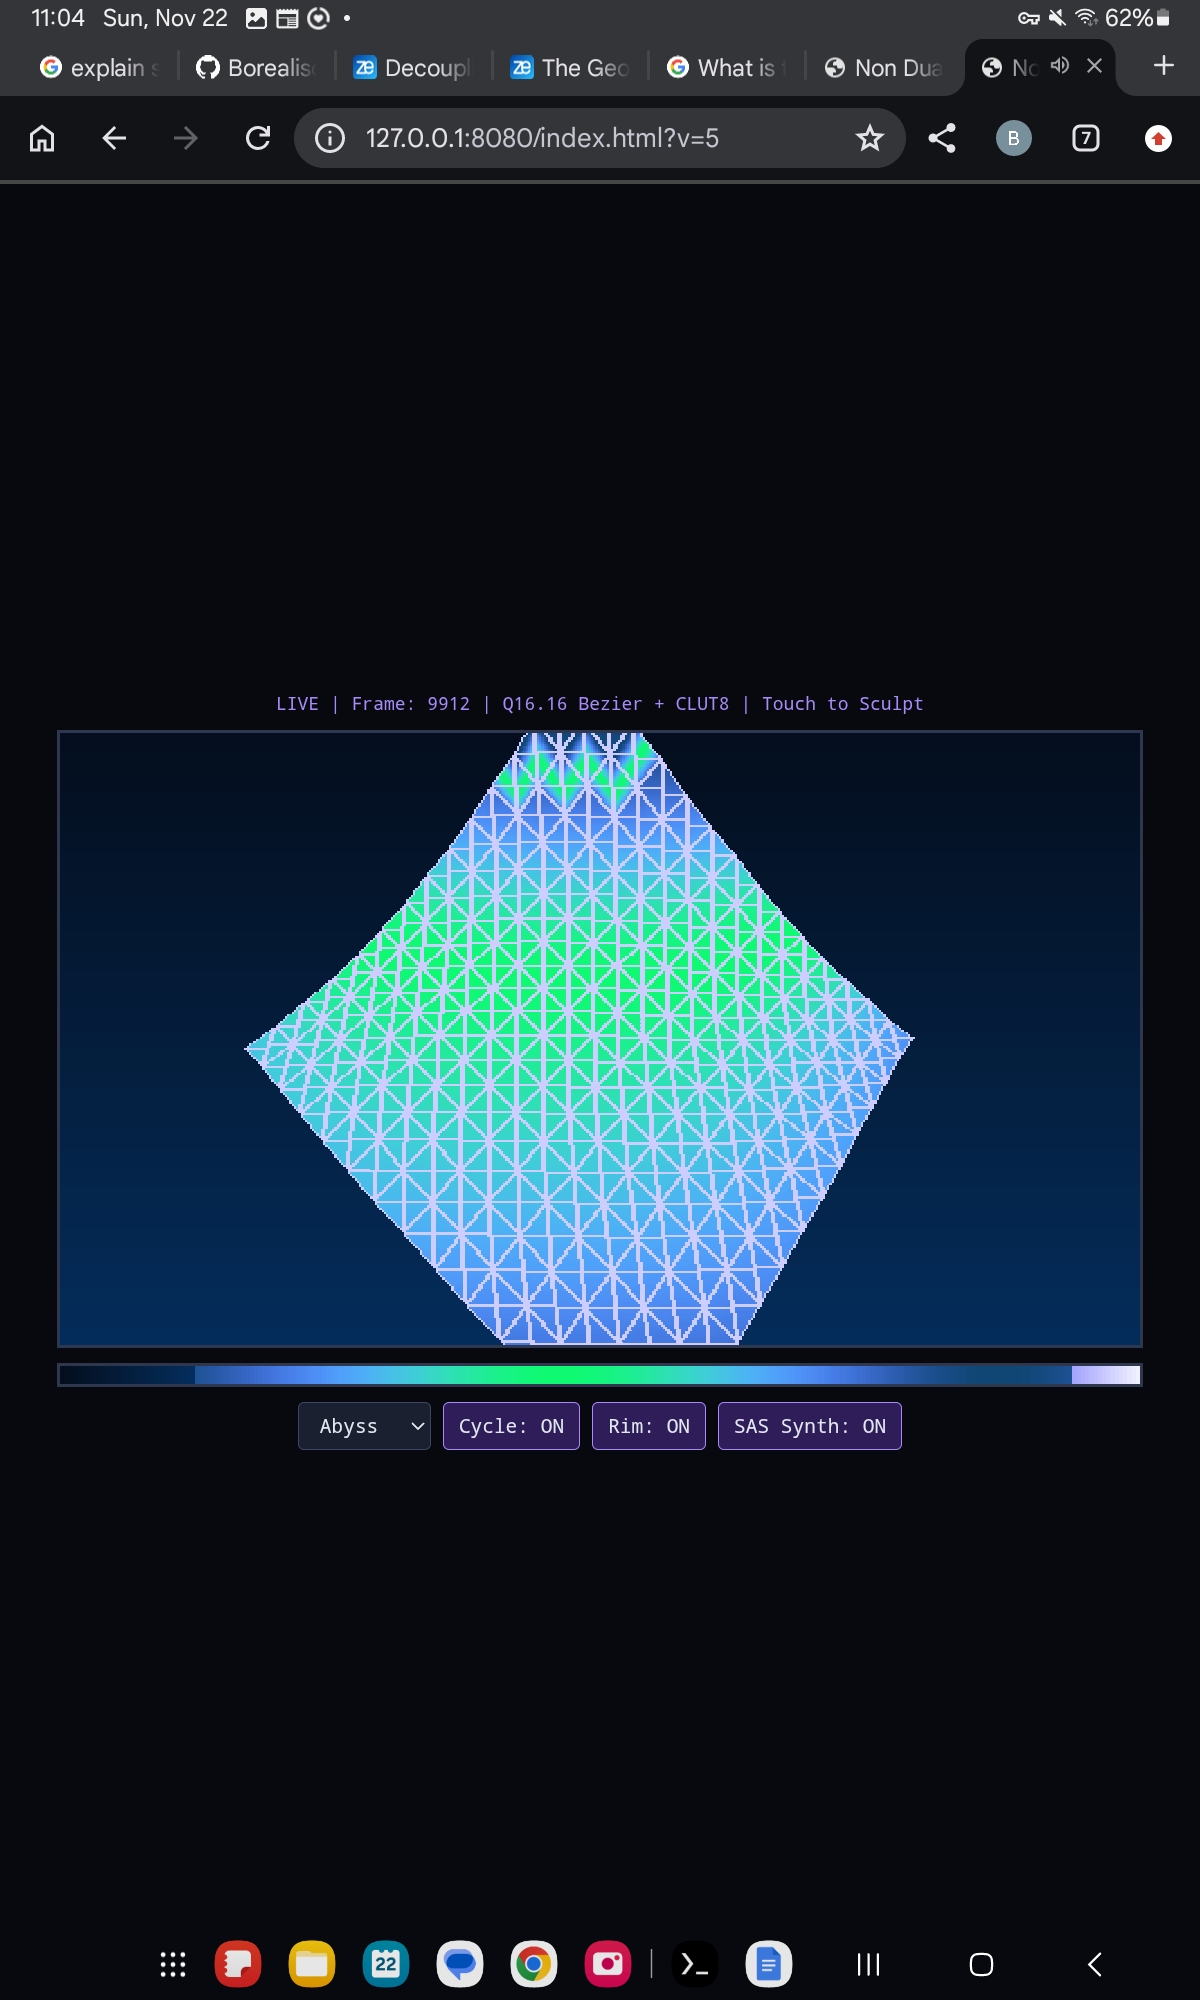 11:04 Sun, Nov 22 62%
explain Borealis Decoupl The Geo What is Non Dua No
127.0.0.1:8080/index.html?v=5 B 7
LIVE | Frame: 9912 | Q16.16 Bezier + CLUT8 | Touch to Sculpt
Abyss Cycle: ON Rim: ON SAS Synth: ON
22